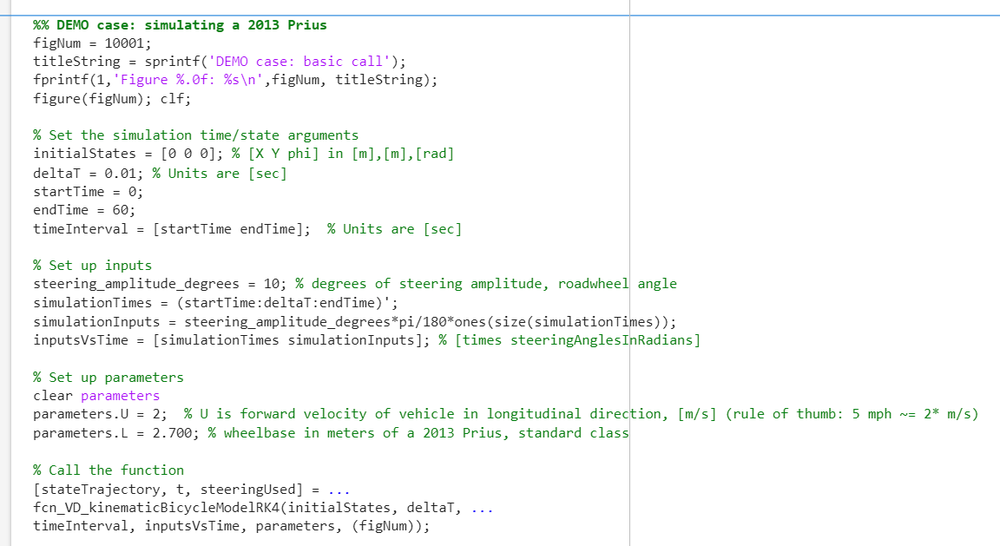 %% DEMO case: simulating a 2013 Prius
figNum = 10001;
titleString = sprintf('DEMO case: basic call');
fprintf(1,'Figure %.0f: %s\n',figNum, titleString);
figure(figNum); clf;
% Set the simulation time/state arguments
initialStates = [0 0 0]; % [X Y phi] in [m],[m],[rad]
deltaT = 0.01; % Units are [sec]
startTime = 0;
endTime = 60;
timeInterval = [startTime endTime];  % Units are [sec]
% Set up inputs
steering_amplitude_degrees = 10; % degrees of steering amplitude, roadwheel angle
simulationTimes = (startTime:deltaT:endTime)';
simulationInputs = steering_amplitude_degrees*pi/180*ones(size(simulationTimes));
inputsVsTime = [simulationTimes simulationInputs]; % [times steeringAnglesInRadians]
% Set up parameters
clear parameters
parameters.U = 2;  % U is forward velocity of vehicle in longitudinal direction, [m/s] (rule of thumb: 5 mph ~= 2* m/s)
parameters.L = 2.700; % wheelbase in meters of a 2013 Prius, standard class
% Call the function
[stateTrajectory, t, steeringUsed] = ...
fcn_VD_kinematicBicycleModelRK4(initialStates, deltaT, ...
timeInterval, inputsVsTime, parameters, (figNum));